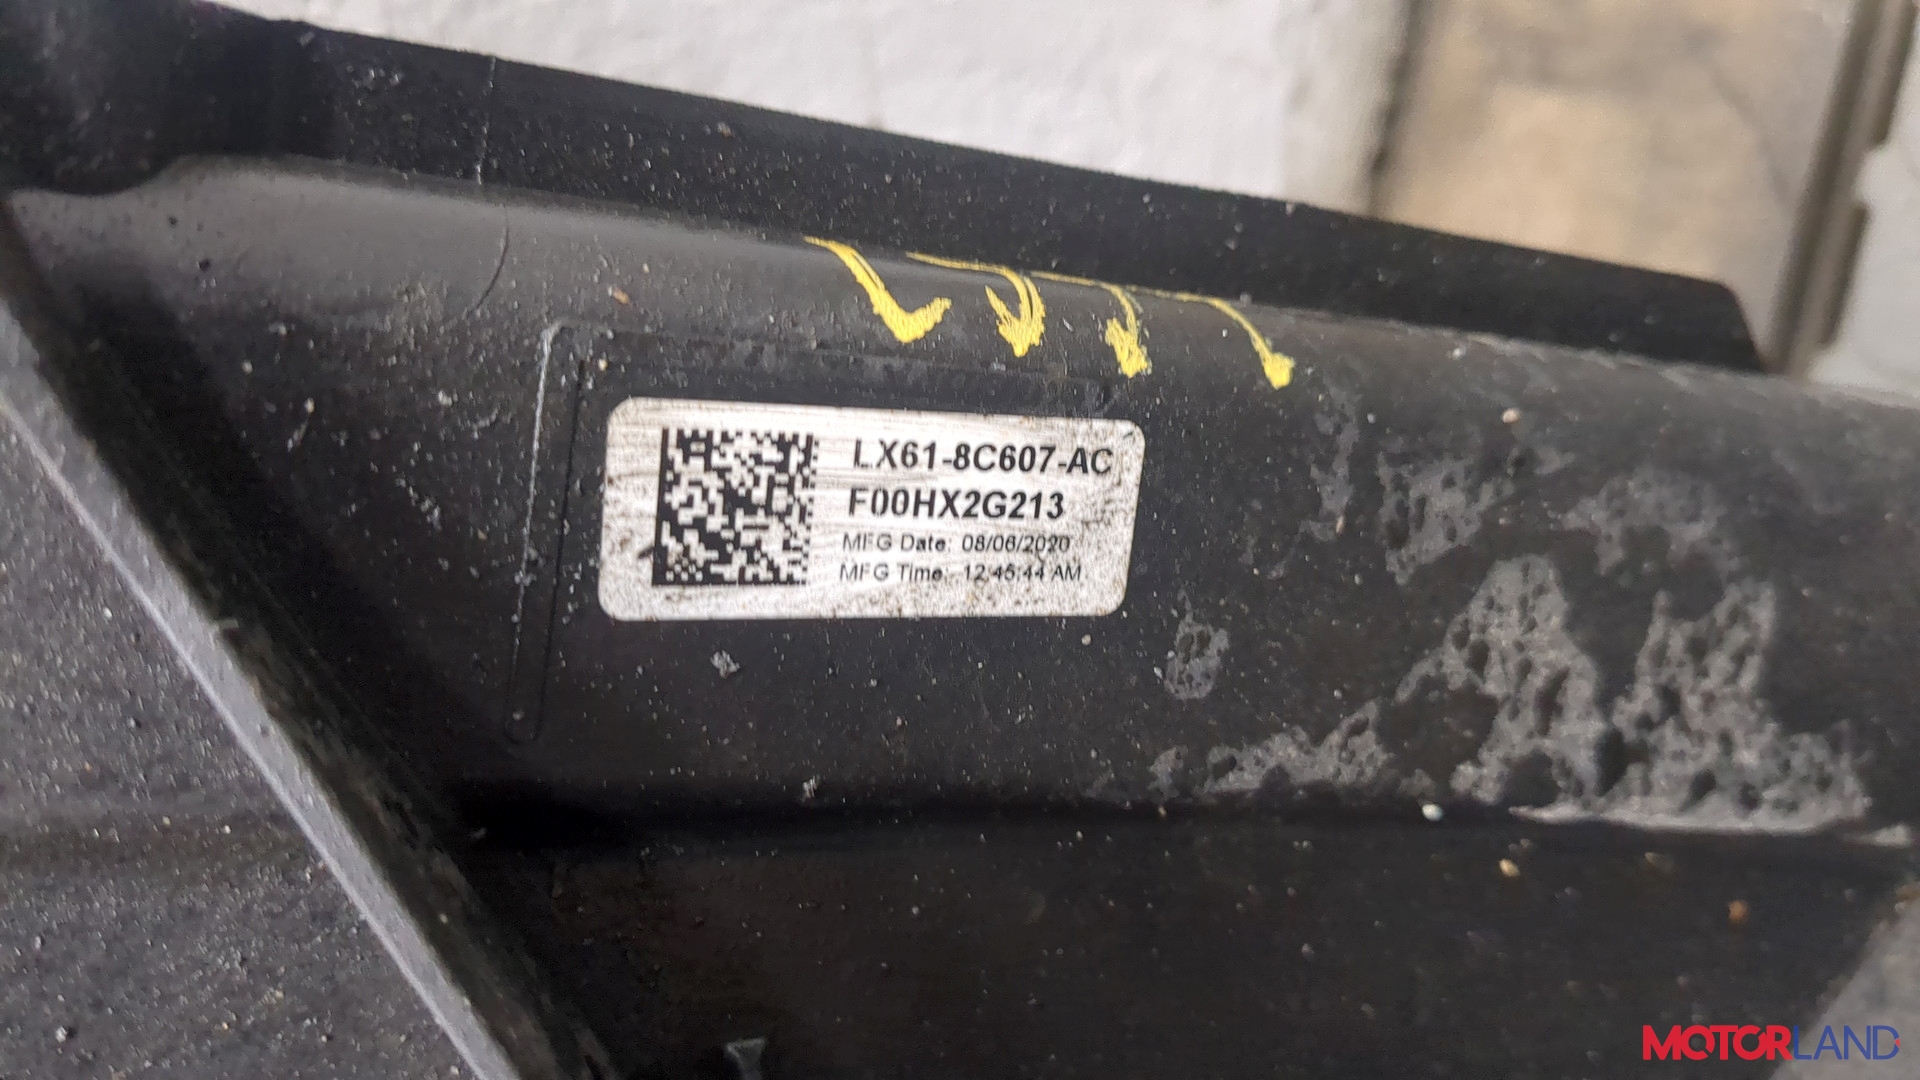 LX61-8C607-AC
F00HX2G213
MFG Date: 08/06/2020
MFG Time: 12:45:44 AM
MOTORLAND